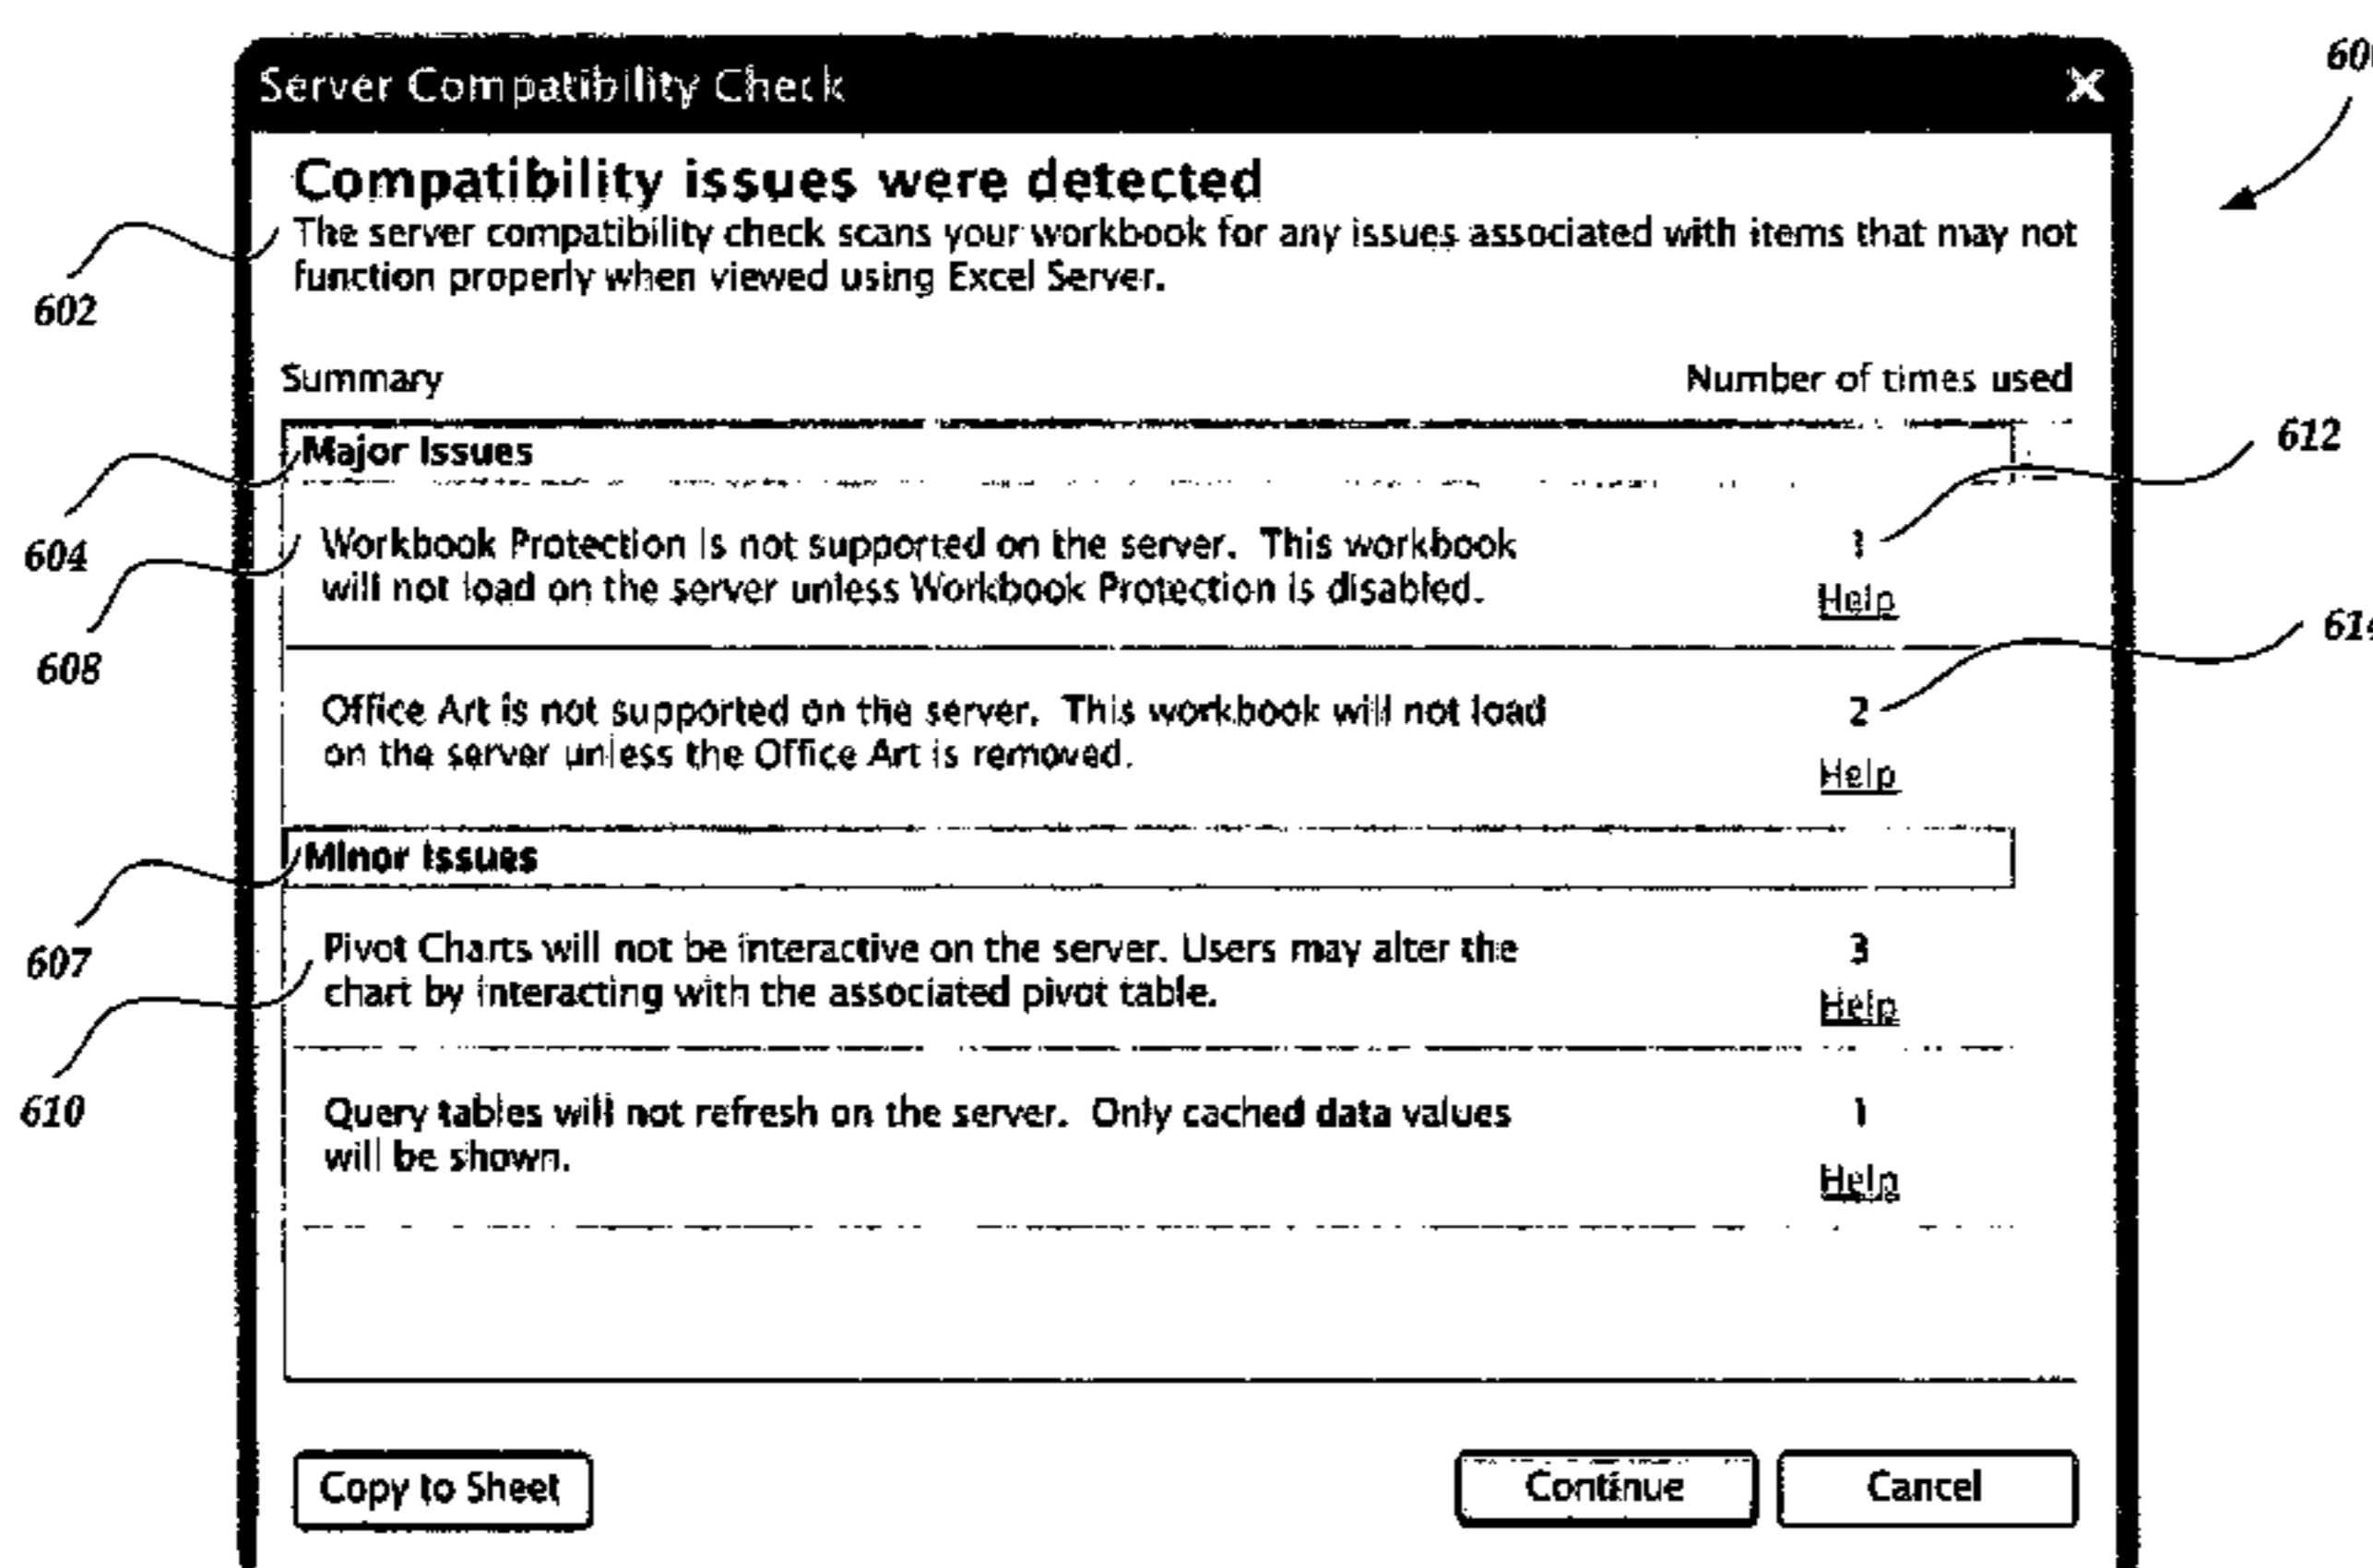 Server Compatibility Check X
Compatibility issues were detected
The server compatibility check scans your workbook for any issues associated with items that may not
function properly when viewed using Excel Server.
602
Summary Number of times used
Major Issues
612
604
Workbook Protection is not supported on the server. This workbook 1
will not load on the server unless Workbook Protection is disabled. Help
608
Office Art is not supported on the server. This workbook will not load 2
on the server unless the Office Art is removed. Help
Minor Issues
607
Pivot Charts will not be interactive on the server. Users may alter the 3
chart by interacting with the associated pivot table. Help
610
Query tables will not refresh on the server. Only cached data values 1
will be shown. Help
Copy to Sheet Continue Cancel